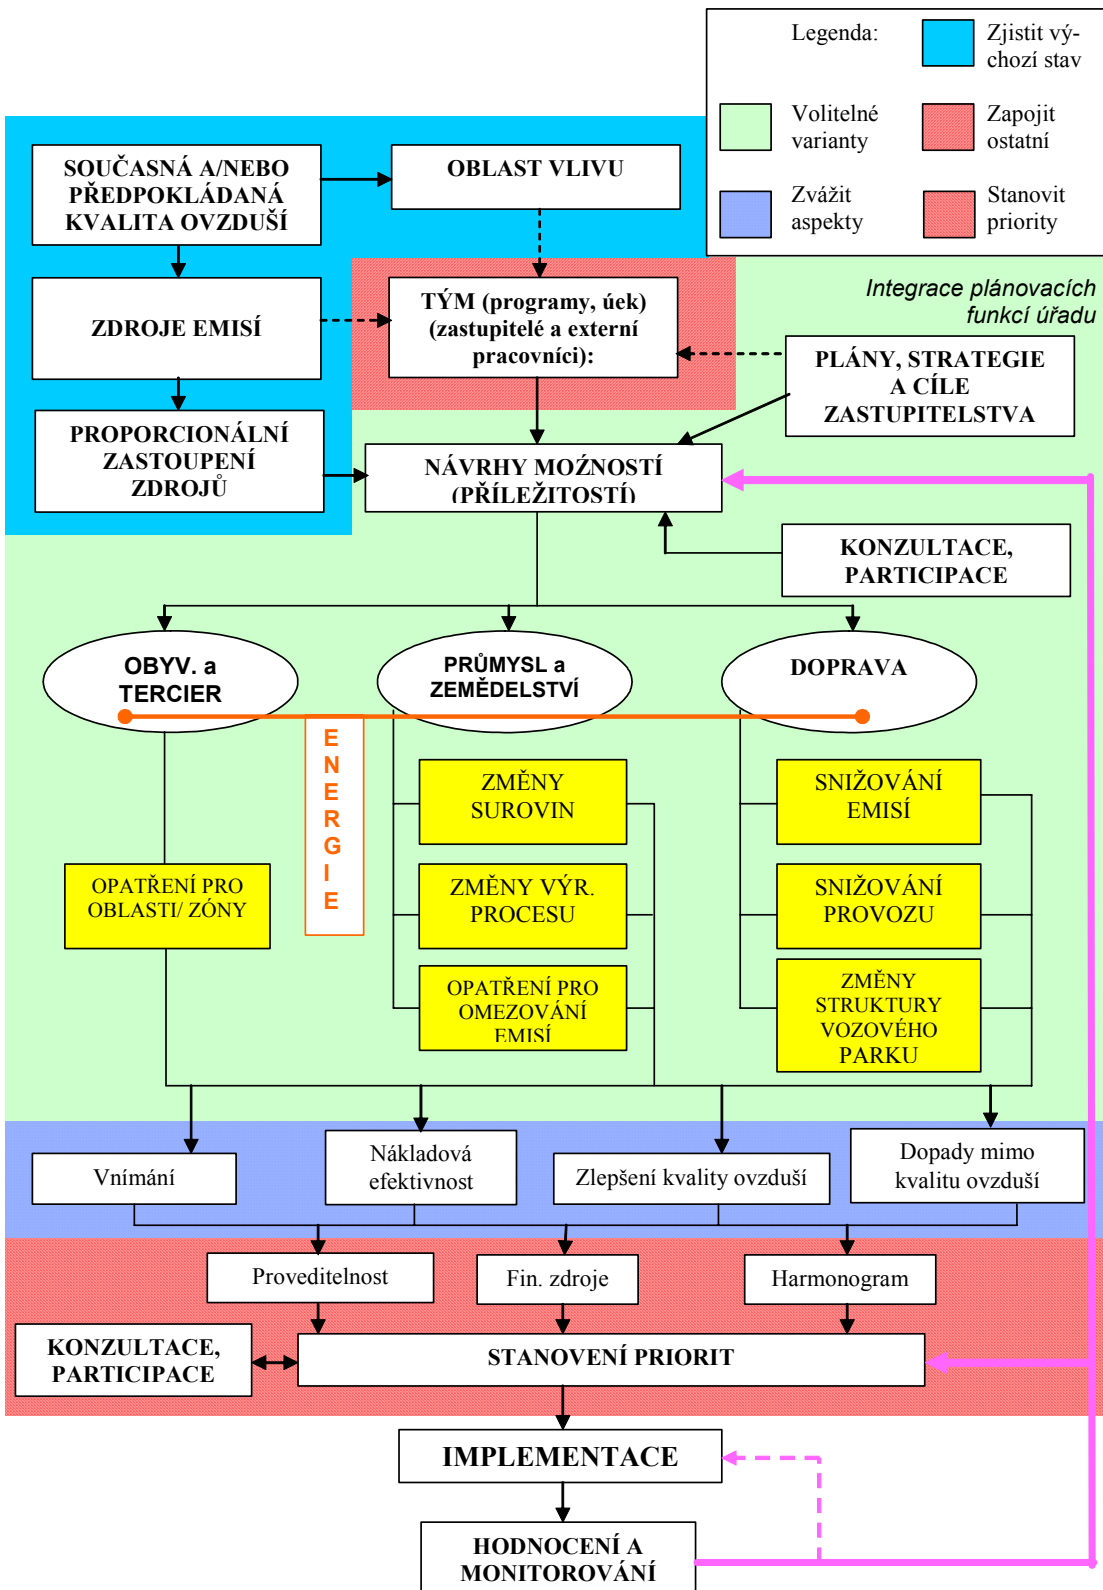 Legenda:
Zjistit vý-
chozí stav
Volitelné
varianty
Zapojit
ostatní
Zvážit
aspekty
Stanovit
priority
SOUČASNÁ A/NEBO
PŘEDPOKLÁDANÁ
KVALITA OVZDUŠÍ
OBLAST VLIVU
ZDROJE EMISÍ
TÝM (programy, úek)
(zastupitelé a externí
pracovníci):
Integrace plánovacích
funkcí úřadu
PLÁNY, STRATEGIE
A CÍLE
ZASTUPITELSTVA
PROPORCIONÁLNÍ
ZASTOUPENÍ
ZDROJŮ
NÁVRHY MOŹNOSTÍ
(PŘÍLEŽITOSTÍ)
KONZULTACE,
PARTICIPACE
OBYV. a
TERCIER
PRŮMYSL a
ZEMĚDELSTVÍ
DOPRAVA
E
N
E
R
G
I
E
ZMĚNY
SUROVIN
SNIŽOVÁNÍ
EMISÍ
OPATŘENÍ PRO
OBLASTI/ ZÓNY
ZMĚNY VÝR.
PROCESU
SNIŽOVÁNÍ
PROVOZU
OPATŘENÍ PRO
OMEZOVÁNÍ
EMISÍ
ZMĚNY
STRUKTURY
VOZOVÉHO
PARKU
Vnímání
Nákladová
efektivnost
Zlepšení kvality ovzduší
Dopady mimo
kvalitu ovzduší
Proveditelnost
Fin. zdroje
Harmonogram
KONZULTACE,
PARTICIPACE
STANOVENÍ PRIORIT
IMPLEMENTACE
HODNOCENÍ A
MONITOROVÁNÍ